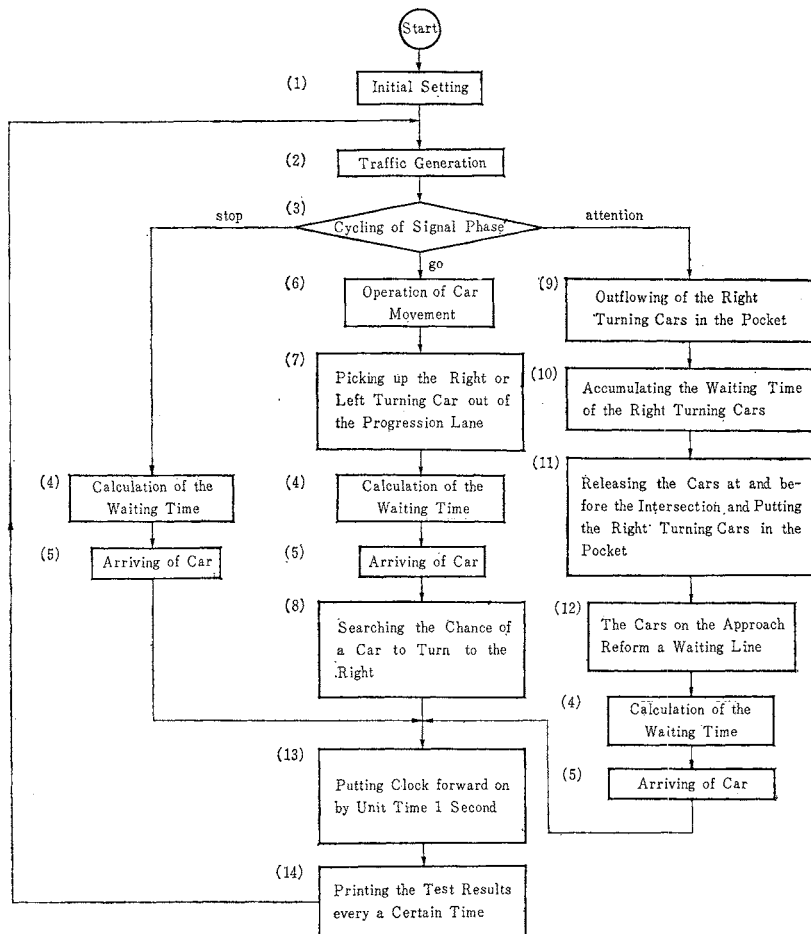 Start
(1)
Initial Setting
(2)
Traffic Generation
(3)
Cycling of Signal Phase
stop
attention
go
(4)
Calculation of the
Waiting Time
(5)
Arriving of Car
(6)
Operation of Car
Movement
(7)
Picking up the Right or
Left Turning Car out of
the Progression Lane
(4)
Calculation of the
Waiting Time
(5)
Arriving of Car
(8)
Searching the Chance of
a Car to Turn to the
Right
(9)
Outflowing of the Right
Turning Cars in the Pocket
(10)
Accumulating the Waiting Time
of the Right Turning Cars
(11)
Releasing the Cars at and be-
fore the Intersection, and Putting
the Right Turning Cars in the
Pocket
(12)
The Cars on the Approach
Reform a Waiting Line
(4)
Calculation of the
Waiting Time
(5)
Arriving of Car
(13)
Putting Clock forward on
by Unit Time 1 Second
(14)
Printing the Test Results
every a Certain Time